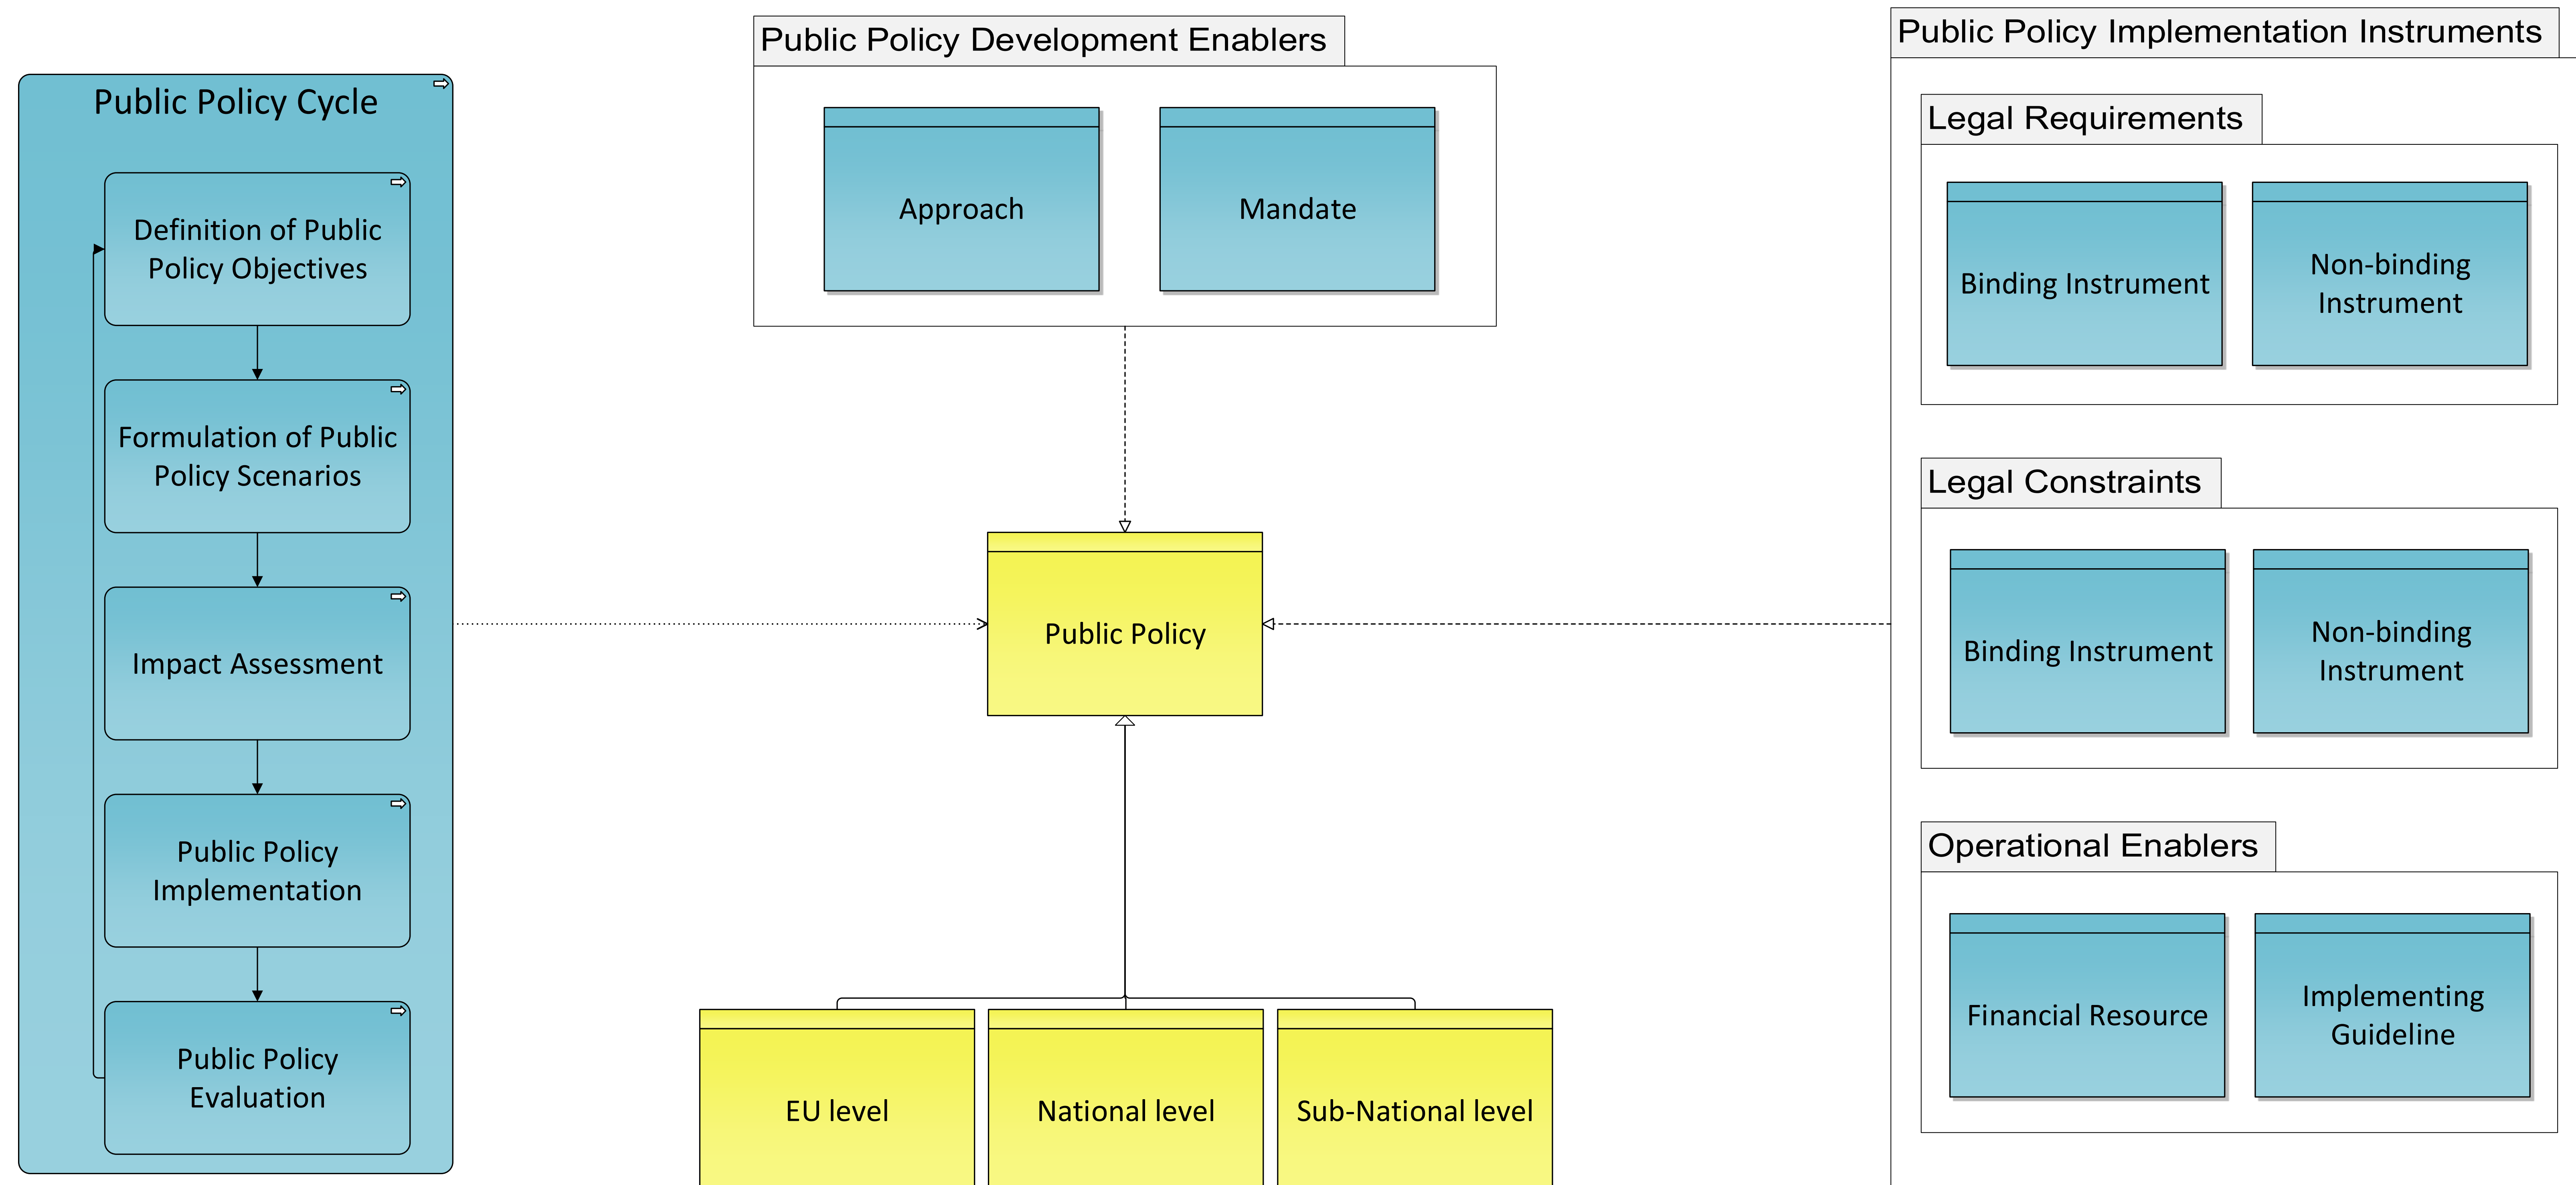 Public Policy Cycle
Definition of Public
Policy Objectives
Formulation of Public
Policy Scenarios
Impact Assessment
Public Policy
Implementation
Public Policy
Evaluation
Public Policy Development Enablers
Approach
Mandate
Public Policy
EU level
National level
Sub-National level
Public Policy Implementation Instruments
Legal Requirements
Binding Instrument
Non-binding
Instrument
Legal Constraints
Binding Instrument
Non-binding
Instrument
Operational Enablers
Financial Resource
Implementing
Guideline